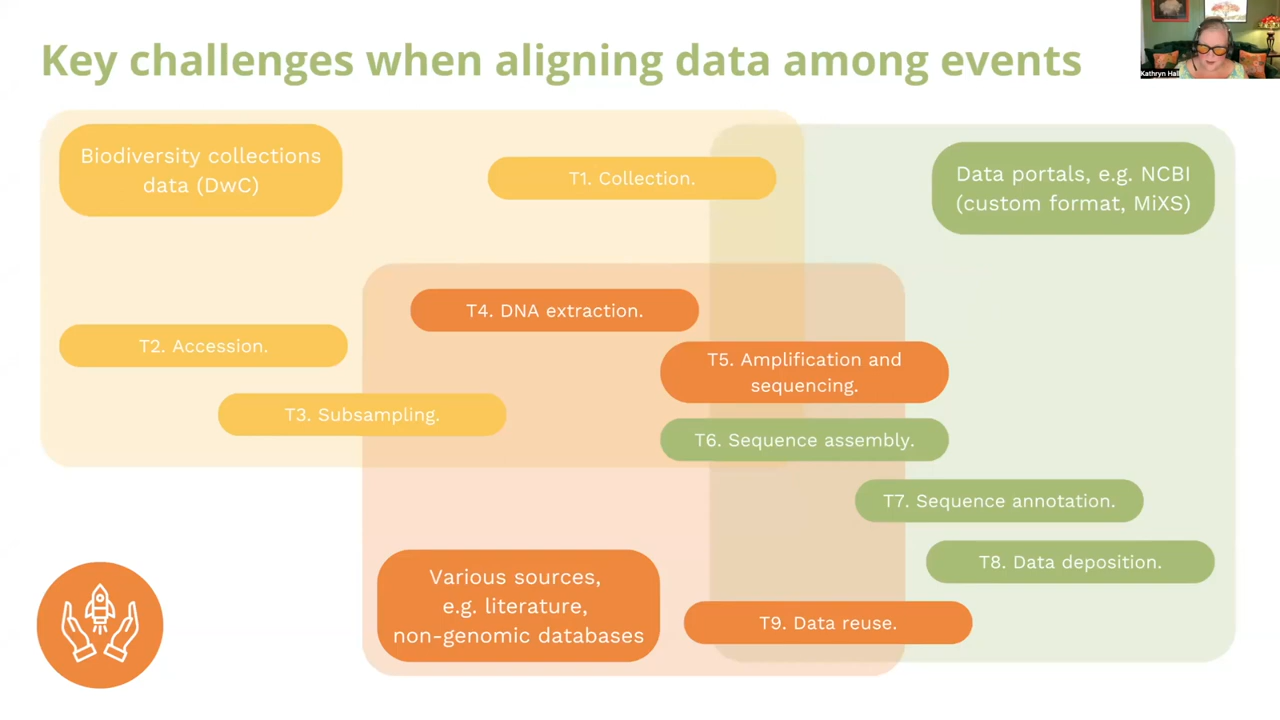 Key challenges when aligning data among events
Kathryn Hall
Biodiversity collections
data (DwC)
T1. Collection.
Data portals, e.g. NCBI
(custom format, MiXS)
T4. DNA extraction.
T2. Accession.
T5. Amplification and
sequencing.
T3. Subsampling.
T6. Sequence assembly.
T7. Sequence annotation.
T8. Data deposition.
Various sources,
e.g. literature,
non-genomic databases
T9. Data reuse.